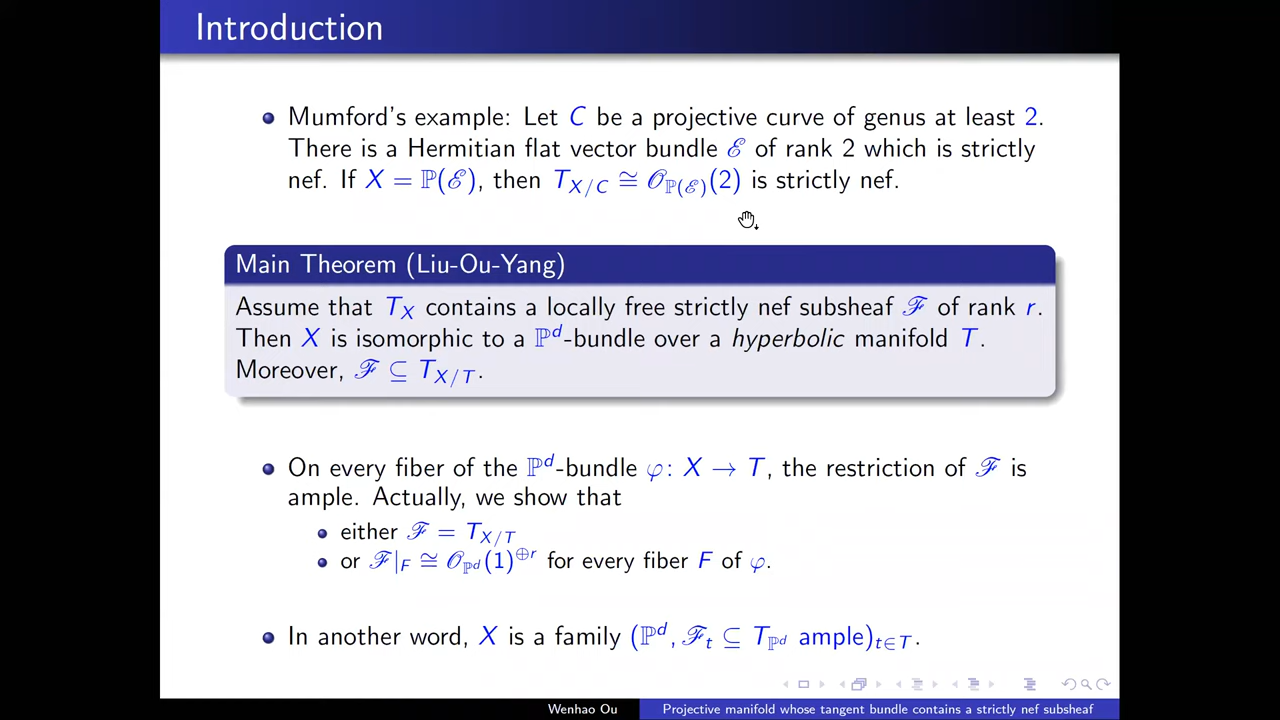 Introduction
Mumford's example: Let C be a projective curve of genus at least 2.
There is a Hermitian flat vector bundle ℰ of rank 2 which is strictly
nef. If X = ℙ(ℰ), then T_{X/C} ≅ 𝒪_{ℙ(ℰ)}(2) is strictly nef.
Main Theorem (Liu-Ou-Yang)
Assume that T_X contains a locally free strictly nef subsheaf ℱ of rank r.
Then X is isomorphic to a ℙ^d-bundle over a hyperbolic manifold T.
Moreover, ℱ ⊆ T_{X/T}.
On every fiber of the ℙ^d-bundle φ: X → T, the restriction of ℱ is
ample. Actually, we show that
either ℱ = T_{X/T}
or ℱ|_F ≅ 𝒪_{ℙ^d}(1)^{⊕r} for every fiber F of φ.
In another word, X is a family (ℙ^d, ℱ_t ⊆ T_{ℙ^d} ample)_{t∈T}.
Wenhao Ou Projective manifold whose tangent bundle contains a strictly nef subsheaf